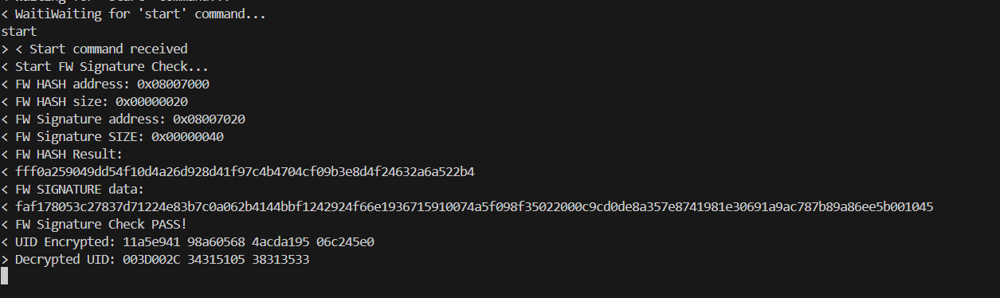 < WaitiWaiting for 'start' command...
start
> < Start command received
< Start FW Signature Check...
< FW HASH address: 0x08007000
< FW HASH size: 0x00000020
< FW Signature address: 0x08007020
< FW Signature SIZE: 0x00000040
< FW HASH Result:
< fff0a259049dd54f10d4a26d928d41f97c4b4704cf09b3e8d4f24632a6a522b4
< FW SIGNATURE data:
< faf178053c27837d71224e83b7c0a062b4144bbf1242924f66e1936715910074a5f098f35022000c9cd0de8a357e8741981e30691a9ac787b89a86ee5b001045
< FW Signature Check PASS!
< UID Encrypted: 11a5e941 98a60568 4acda195 06c245e0
> Decrypted UID: 003D002C 34315105 38313533